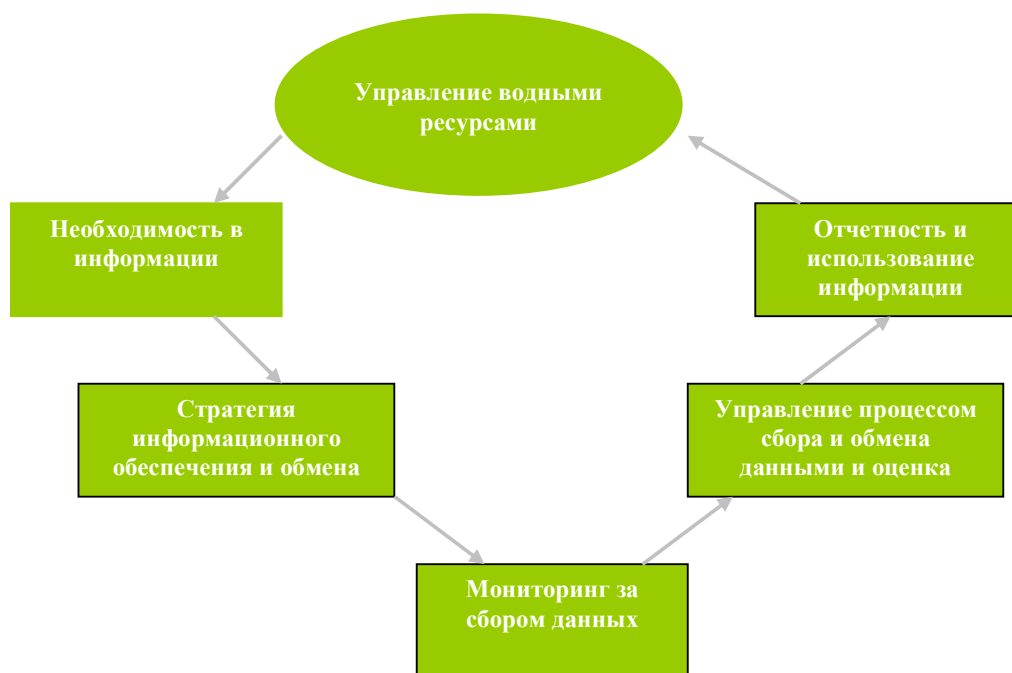 Управление водными
ресурсами
Необходимость в
информации
Отчетность и
использование
информации
Стратегия
информационного
обеспечения и обмена
Управление процессом
сбора и обмена
данными и оценка
Мониторинг за
сбором данных